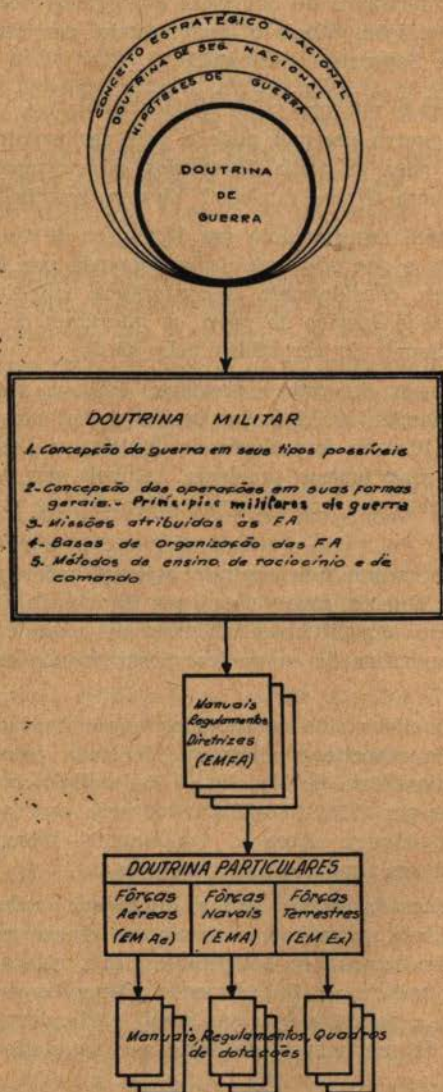 CONCEITO ESTRATÉGICO NACIONAL
DOUTRINA DE SEG. NACIONAL
HIPÓTESES DE GUERRA
DOUTRINA
DE
GUERRA
DOUTRINA MILITAR
1. Concepção da guerra em seus tipos possíveis
2- Concepção das operações em suas formas
gerais.- Princípios militares de guerra
3- Missões atribuidas às FA
4- Bases de organização das FA
5. Métodos de ensino, de raciocínio e de
comando
Manuais
Regulamentos
Diretrizes
(EMFA)
DOUTRINA PARTICULARES
Fôrças
Aéreas
(EM Ae)
Fôrças
Navais
(EMA)
Fôrças
Terrestres
(EM Ex)
Manuais, Regulamentos, Quadros
de dotações